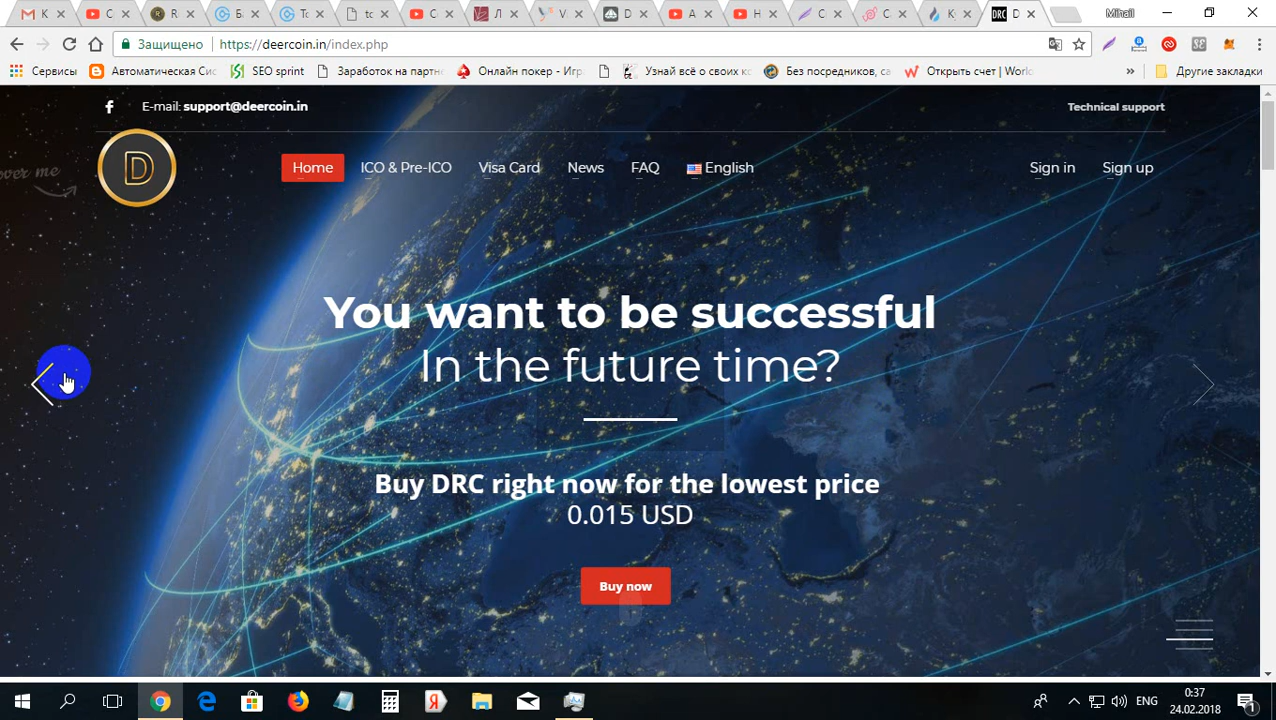 Mihail
DRC
Защищено
https://deercoin.in/index.php
Сервисы
Автоматическая Сис
SEO sprint
Заработок на партн
Онлайн покер - Игр
Узнай всё о своих кс
Без посредников, са
Открыть счет | Worl
»
Другие закладки
E-mail: support@deercoin.in
Technical support
D
Home
ICO & Pre-ICO
Visa Card
News
FAQ
English
Sign in
Sign up
over me
You want to be successful
In the future time?
Buy DRC right now for the lowest price
0.015 USD
Buy now
ENG
0:37
24.02.2018